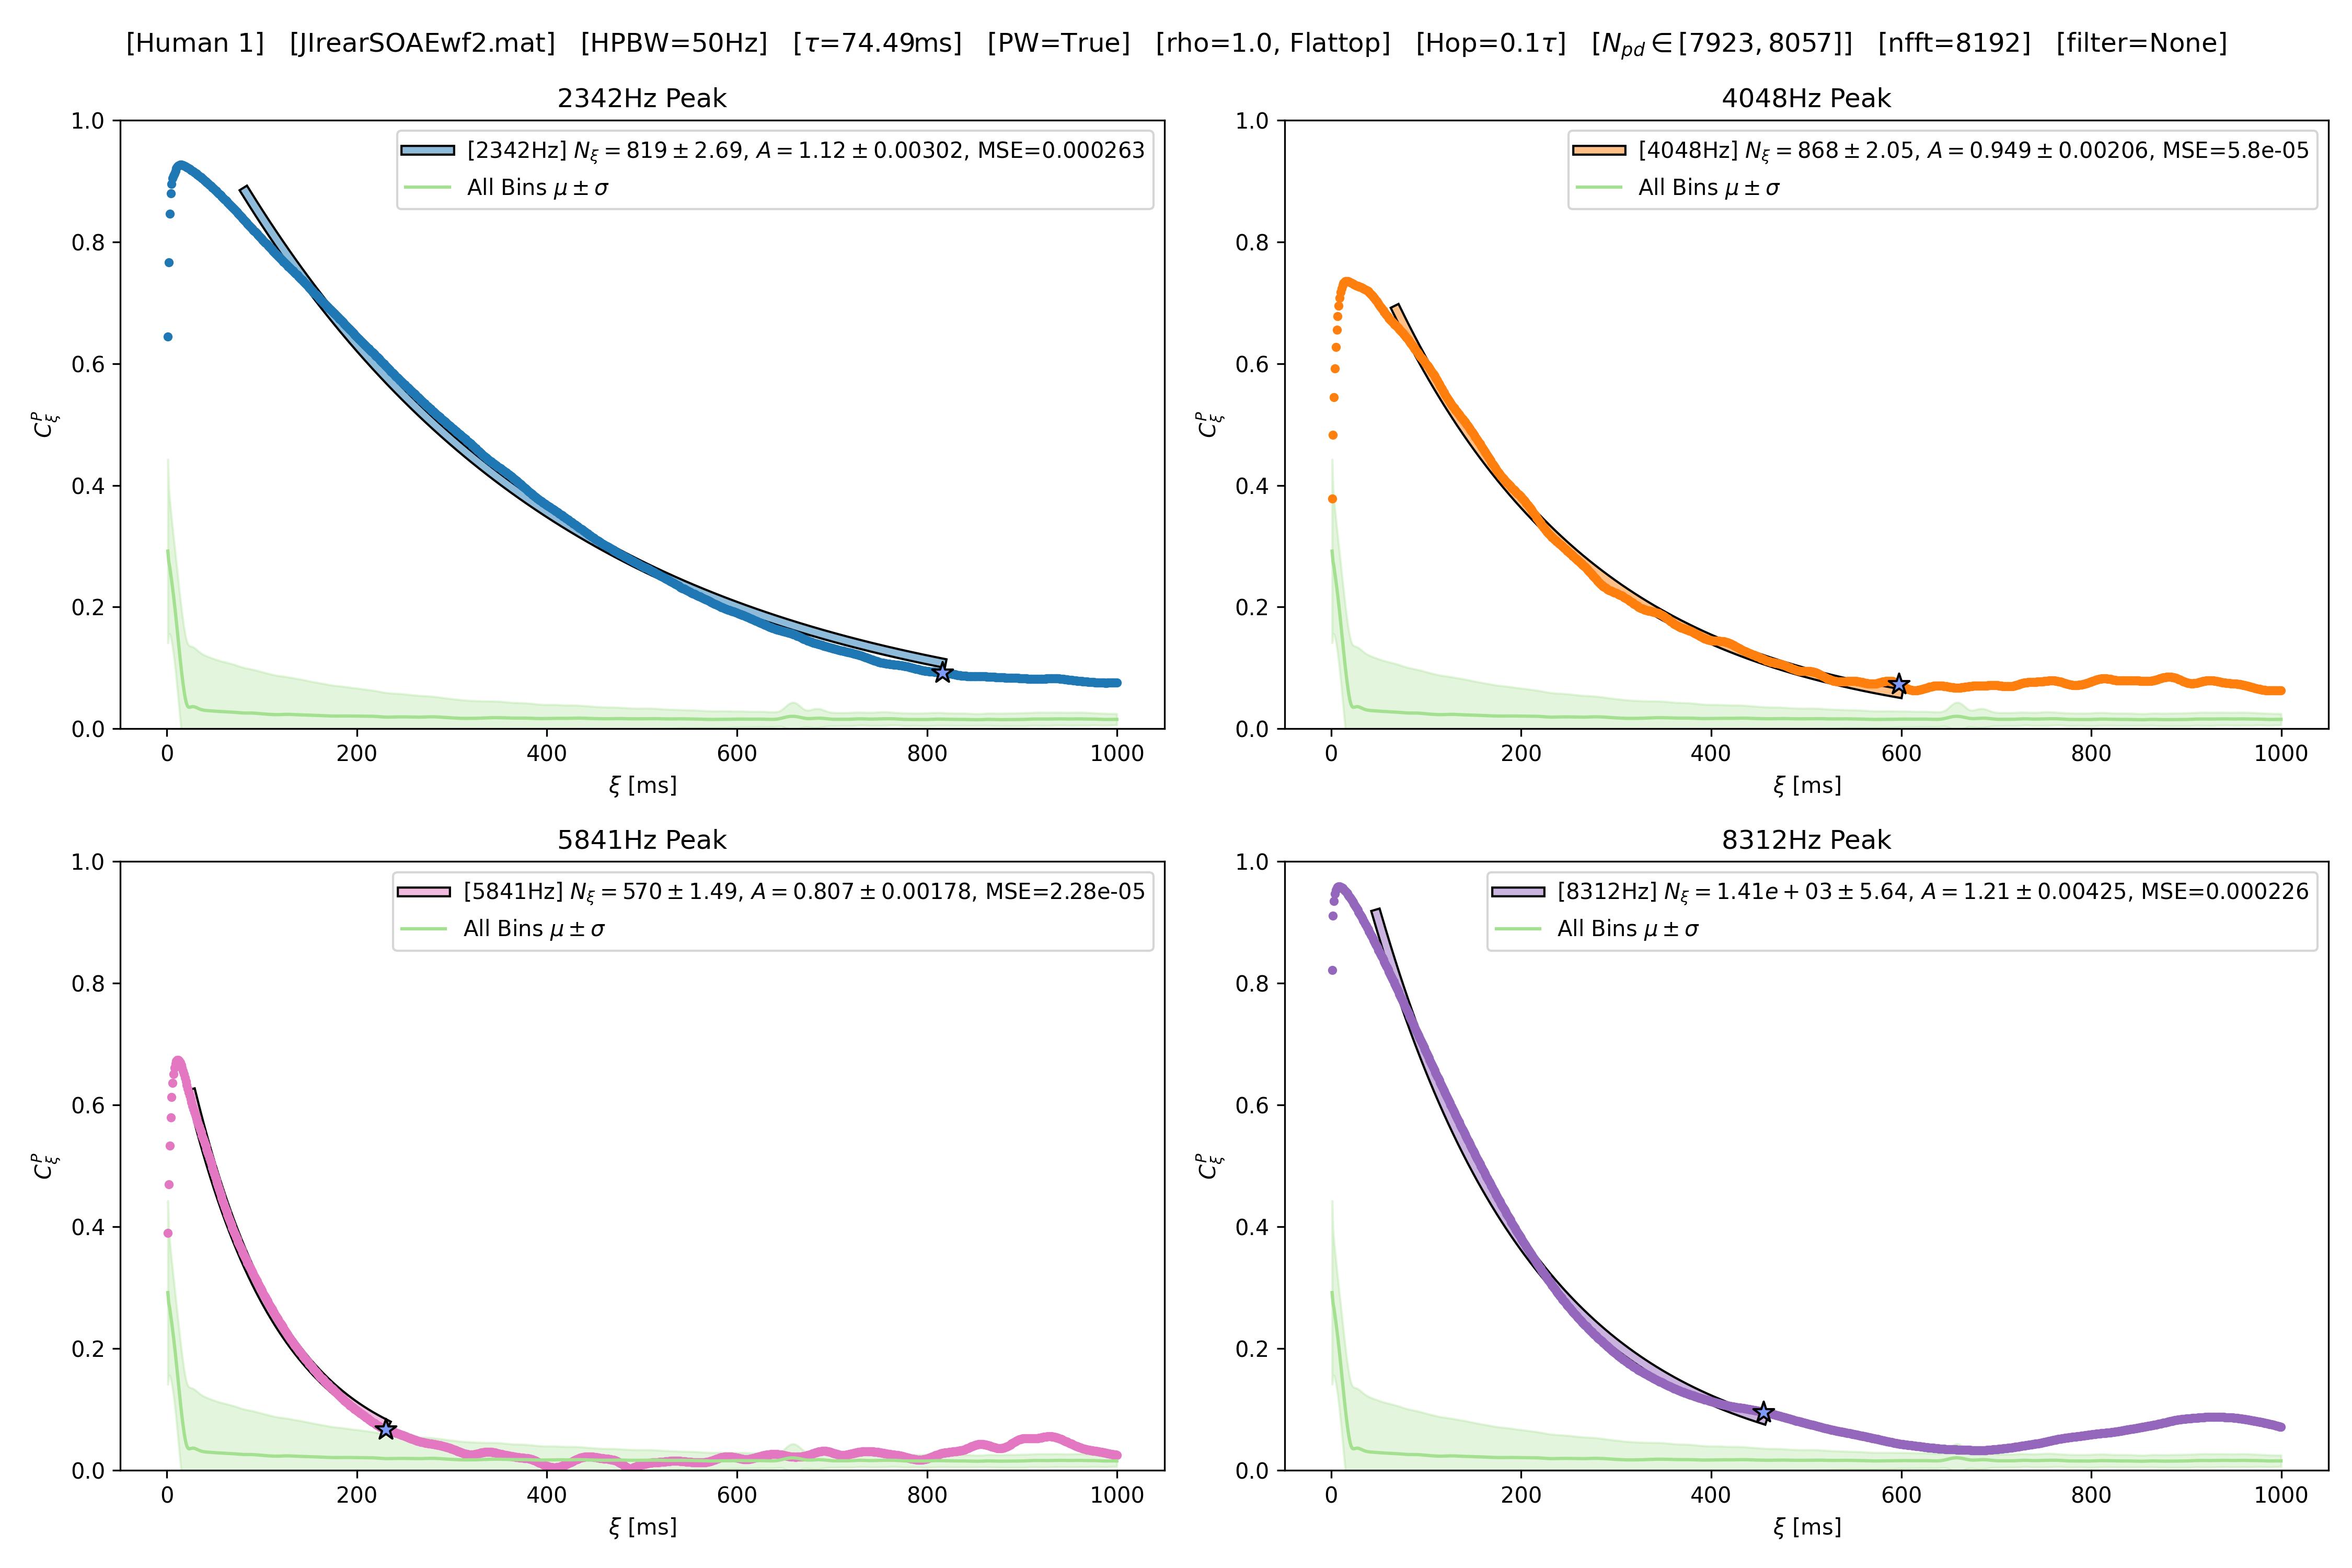 [Human 1]   [JIrearSOAEwf2.mat]   [HPBW=50Hz]   [τ=74.49ms]   [PW=True]   [rho=1.0, Flattop]   [Hop=0.1τ]   [N_pd ∈ [7923, 8057]]   [nfft=8192]   [filter=None]
2342Hz Peak
1.0
0.8
0.6
0.4
0.2
0.0
C_ξ^P
[2342Hz] N_ξ = 819 ± 2.69, A = 1.12 ± 0.00302, MSE=0.000263
All Bins μ ± σ
0 200 400 600 800 1000
ξ [ms]
4048Hz Peak
1.0
0.8
0.6
0.4
0.2
0.0
C_ξ^P
[4048Hz] N_ξ = 868 ± 2.05, A = 0.949 ± 0.00206, MSE=5.8e-05
All Bins μ ± σ
0 200 400 600 800 1000
ξ [ms]
5841Hz Peak
1.0
0.8
0.6
0.4
0.2
0.0
C_ξ^P
[5841Hz] N_ξ = 570 ± 1.49, A = 0.807 ± 0.00178, MSE=2.28e-05
All Bins μ ± σ
0 200 400 600 800 1000
ξ [ms]
8312Hz Peak
1.0
0.8
0.6
0.4
0.2
0.0
C_ξ^P
[8312Hz] N_ξ = 1.41e + 03 ± 5.64, A = 1.21 ± 0.00425, MSE=0.000226
All Bins μ ± σ
0 200 400 600 800 1000
ξ [ms]